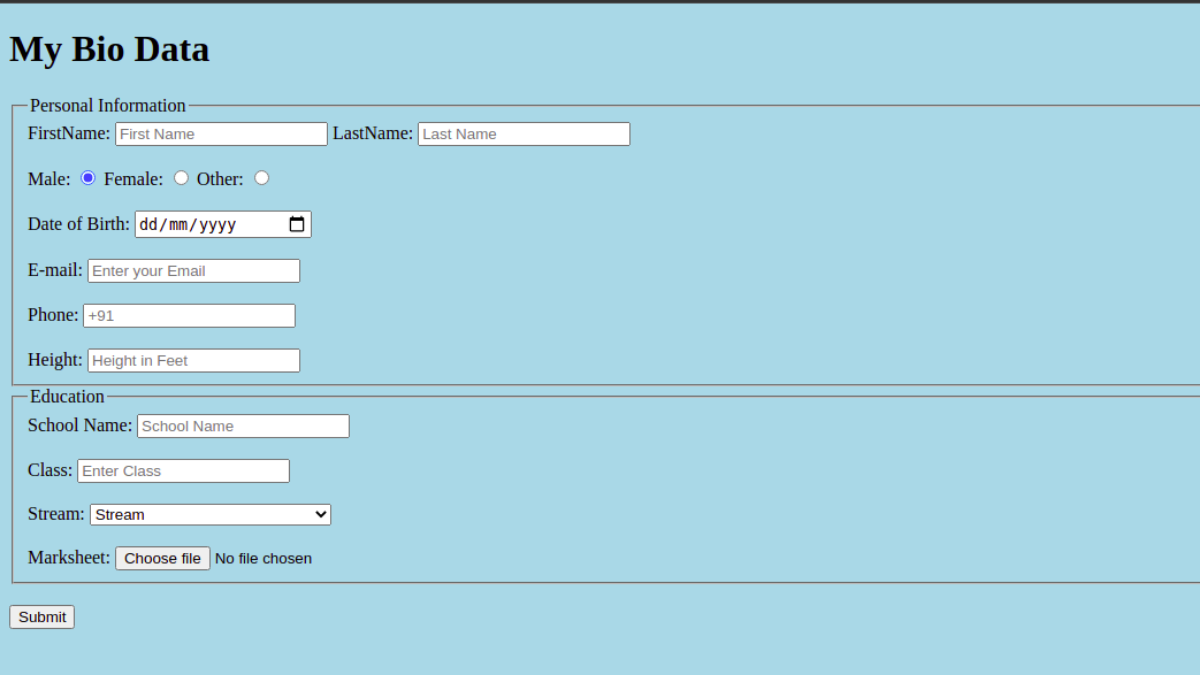 My Bio Data
Personal Information
FirstName: First Name LastName: Last Name
Male: Female: Other:
Date of Birth: dd/mm/yyyy
E-mail: Enter your Email
Phone: +91
Height: Height in Feet
Education
School Name: School Name
Class: Enter Class
Stream: Stream
Marksheet: Choose file No file chosen
Submit